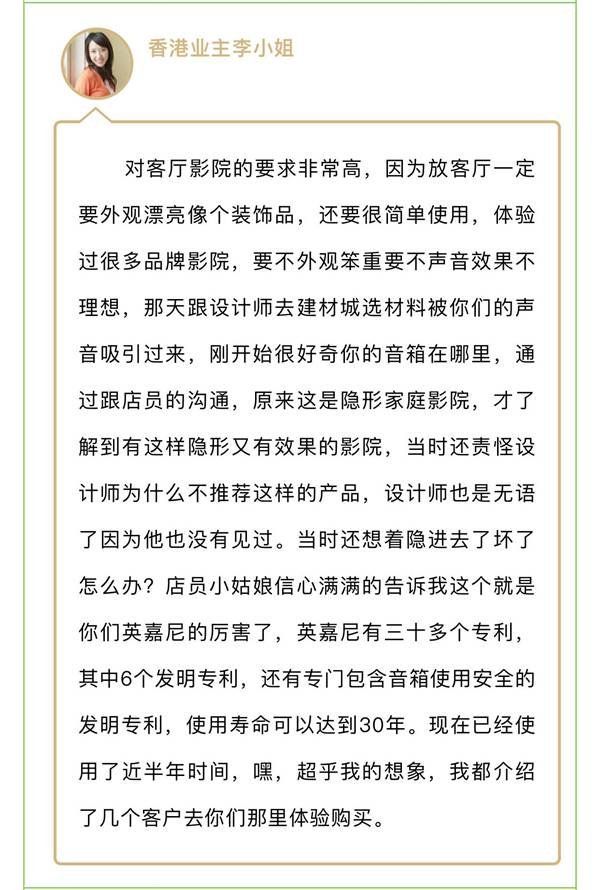 香港业主李小姐
对客厅影院的要求非常高，因为放客厅一定
要外观漂亮像个装饰品，还要很简单使用，体验
过很多品牌影院，要不外观笨重要不声音效果不
理想，那天跟设计师去建材城选材料被你们的声
音吸引过来，刚开始很好奇你的音箱在哪里，通
过跟店员的沟通，原来这是隐形家庭影院，才了
解到有这样隐形又有效果的影院，当时还责怪设
计师为什么不推荐这样的产品，设计师也是无语
了因为他也没有见过。当时还想着隐进去了坏了
怎么办？店员小姑娘信心满满的告诉我这个就是
你们英嘉尼的厉害了，英嘉尼有三十多个专利，
其中6个发明专利，还有专门包含音箱使用安全的
发明专利，使用寿命可以达到30年。现在已经使
用了近半年时间，嘿，超乎我的想象，我都介绍
了几个客户去你们那里体验购买。